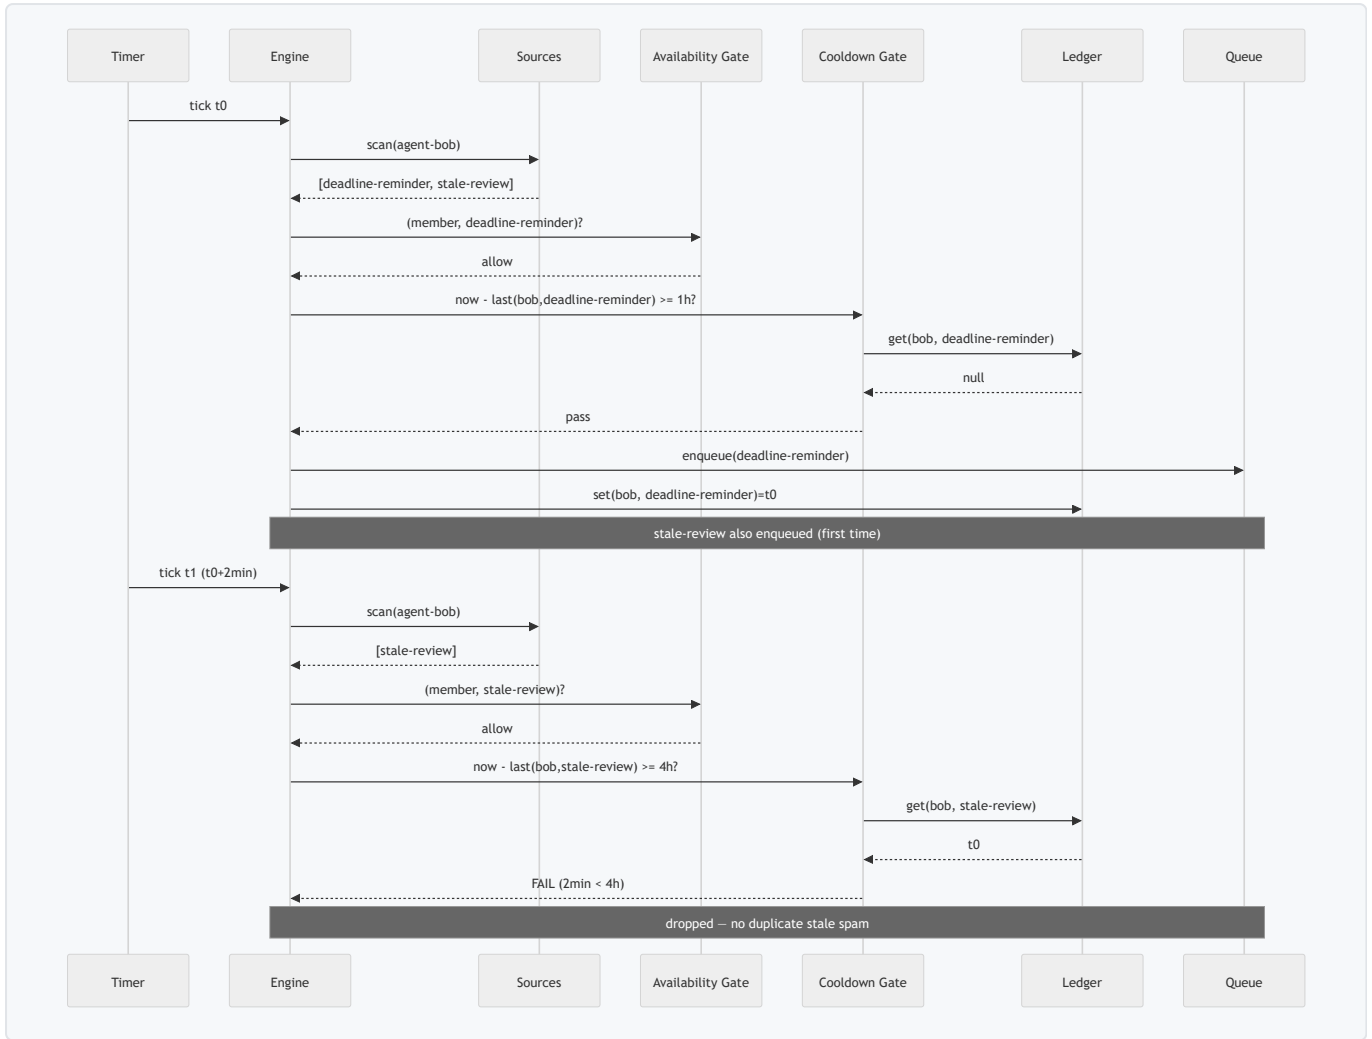 Timer
Engine
Sources
Availability Gate
Cooldown Gate
Ledger
Queue
tick t0
scan(agent-bob)
[deadline-reminder, stale-review]
(member, deadline-reminder)?
allow
now - last(bob,deadline-reminder) >= 1h?
get(bob, deadline-reminder)
null
pass
enqueue(deadline-reminder)
set(bob, deadline-reminder)=t0
stale-review also enqueued (first time)
tick t1 (t0+2min)
scan(agent-bob)
[stale-review]
(member, stale-review)?
allow
now - last(bob,stale-review) >= 4h?
get(bob, stale-review)
t0
FAIL (2min < 4h)
dropped — no duplicate stale spam
Timer
Engine
Sources
Availability Gate
Cooldown Gate
Ledger
Queue